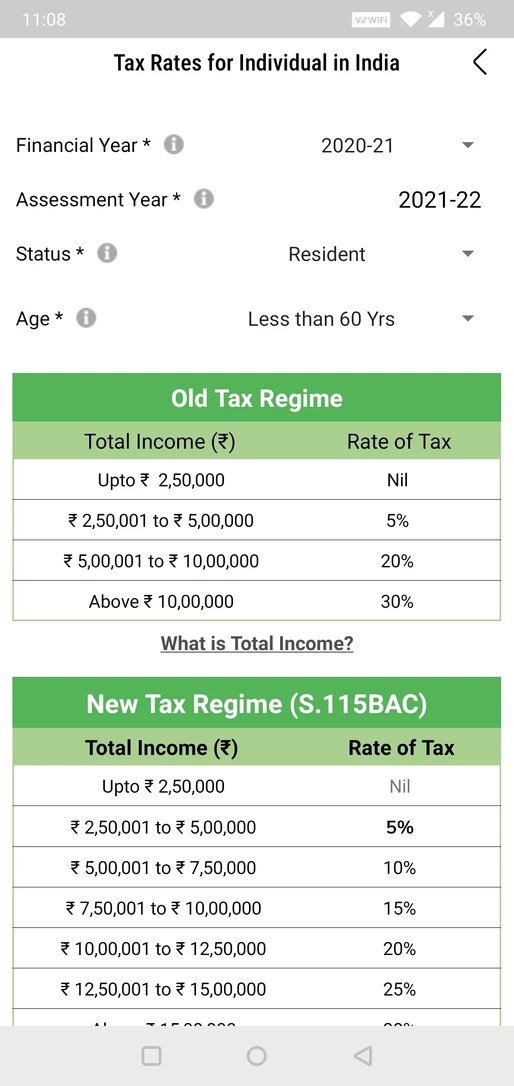 11:08
Vo WiFi x 36%
Tax Rates for Individual in India
Financial Year * i 2020-21
Assessment Year * i 2021-22
Status * i Resident
Age * i Less than 60 Yrs
Old Tax Regime
Total Income (₹) Rate of Tax
Upto ₹ 2,50,000 Nil
₹ 2,50,001 to ₹ 5,00,000 5%
₹ 5,00,001 to ₹ 10,00,000 20%
Above ₹ 10,00,000 30%
What is Total Income?
New Tax Regime (S.115BAC)
Total Income (₹) Rate of Tax
Upto ₹ 2,50,000 Nil
₹ 2,50,001 to ₹ 5,00,000 5%
₹ 5,00,001 to ₹ 7,50,000 10%
₹ 7,50,001 to ₹ 10,00,000 15%
₹ 10,00,001 to ₹ 12,50,000 20%
₹ 12,50,001 to ₹ 15,00,000 25%